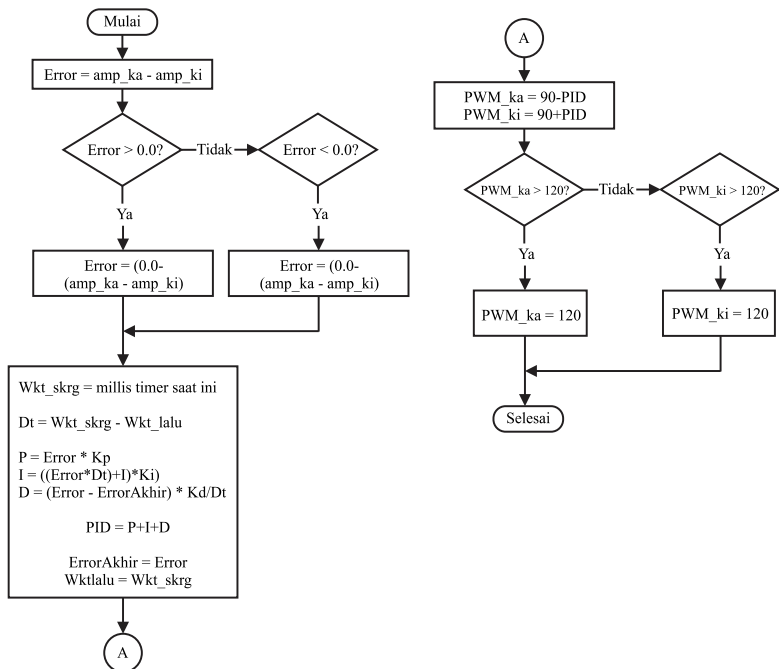 Mulai
Error = amp_ka - amp_ki
Error > 0.0?
Tidak
Error < 0.0?
Ya
Ya
Error = (0.0-
(amp_ka - amp_ki)
Error = (0.0-
(amp_ka - amp_ki)
Wkt_skrg = millis timer saat ini
Dt = Wkt_skrg - Wkt_lalu
P = Error * Kp
I = ((Error*Dt)+I)*Ki)
D = (Error - ErrorAkhir) * Kd/Dt
PID = P+I+D
ErrorAkhir = Error
Wktlalu = Wkt_skrg
A
A
PWM_ka = 90-PID
PWM_ki = 90+PID
PWM_ka > 120?
Tidak
PWM_ki > 120?
Ya
Ya
PWM_ka = 120
PWM_ki = 120
Selesai